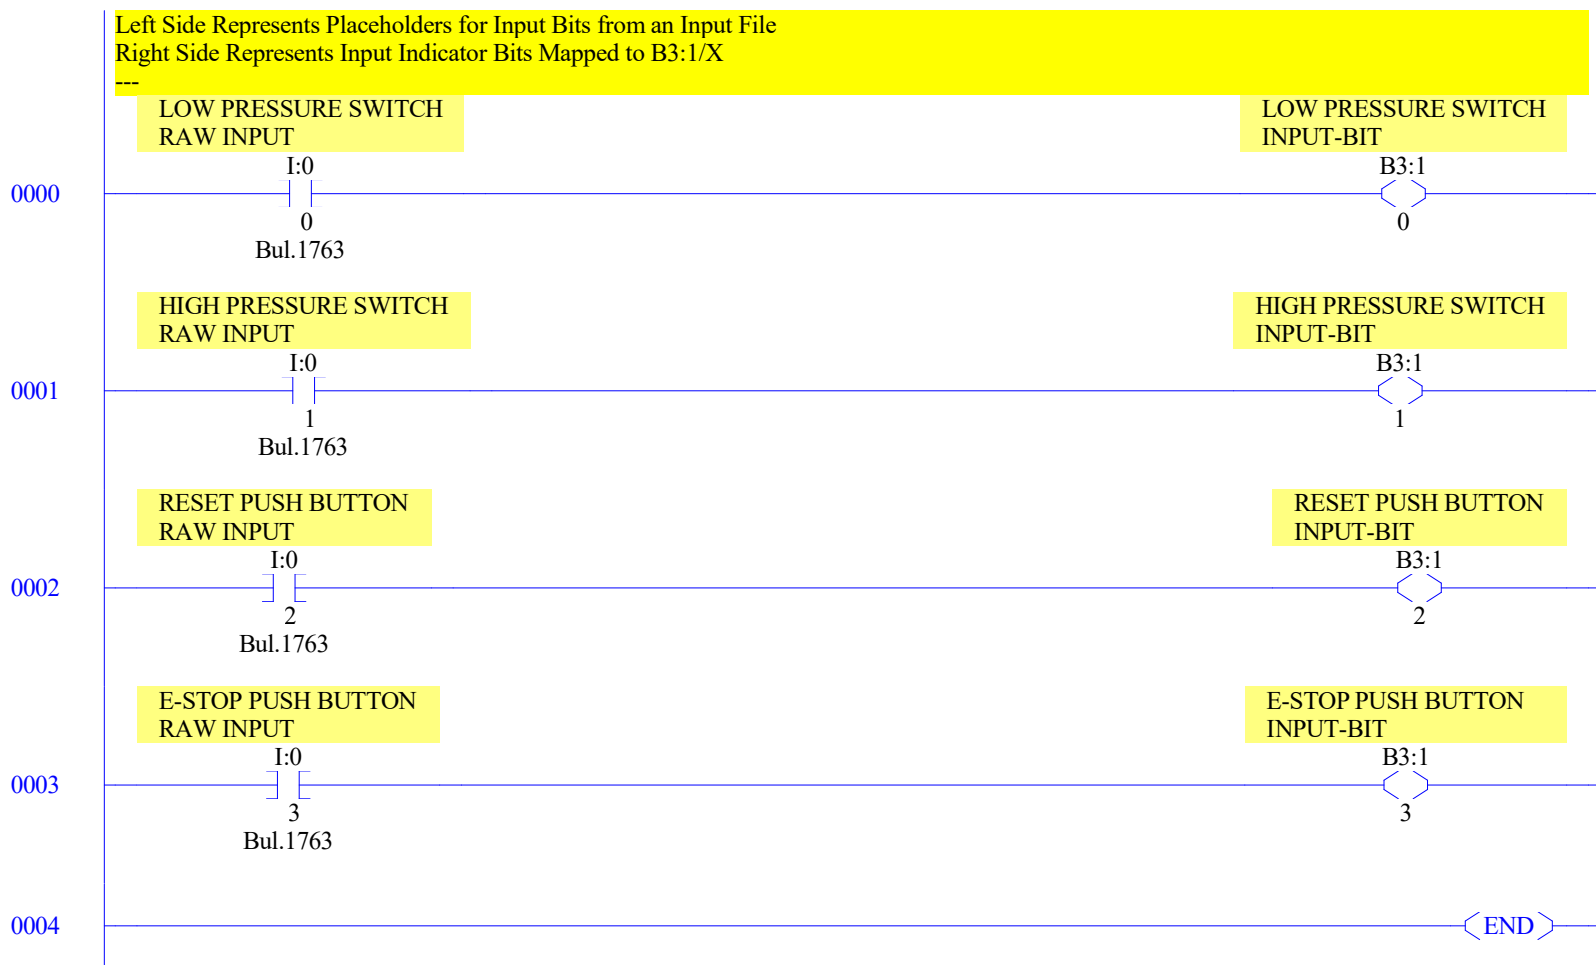 Left Side Represents Placeholders for Input Bits from an Input File
Right Side Represents Input Indicator Bits Mapped to B3:1/X
---
LOW PRESSURE SWITCH
RAW INPUT
I:0
0
Bul.1763
LOW PRESSURE SWITCH
INPUT-BIT
B3:1
0
0000
HIGH PRESSURE SWITCH
RAW INPUT
I:0
1
Bul.1763
HIGH PRESSURE SWITCH
INPUT-BIT
B3:1
1
0001
RESET PUSH BUTTON
RAW INPUT
I:0
2
Bul.1763
RESET PUSH BUTTON
INPUT-BIT
B3:1
2
0002
E-STOP PUSH BUTTON
RAW INPUT
I:0
3
Bul.1763
E-STOP PUSH BUTTON
INPUT-BIT
B3:1
3
0003
0004
END